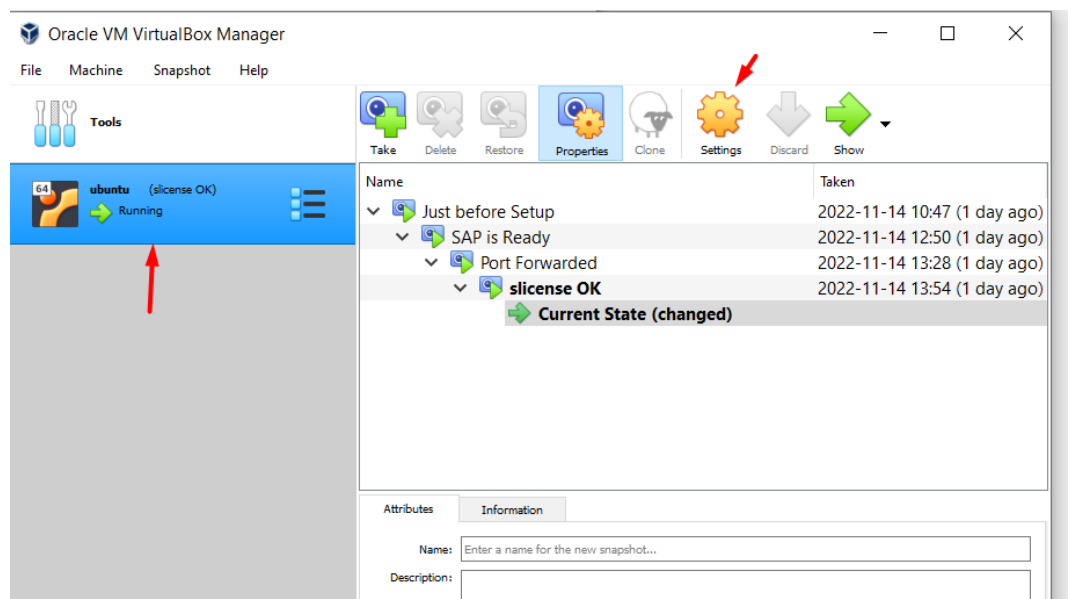 Oracle VM VirtualBox Manager
File Machine Snapshot Help
Tools
Take Delete Restore Properties Clone Settings Discard Show
64
ubuntu (slicense OK)
Running
Name Taken
Just before Setup 2022-11-14 10:47 (1 day ago)
SAP is Ready 2022-11-14 12:50 (1 day ago)
Port Forwarded 2022-11-14 13:28 (1 day ago)
slicense OK 2022-11-14 13:54 (1 day ago)
Current State (changed)
Attributes Information
Name: Enter a name for the new snapshot...
Description: